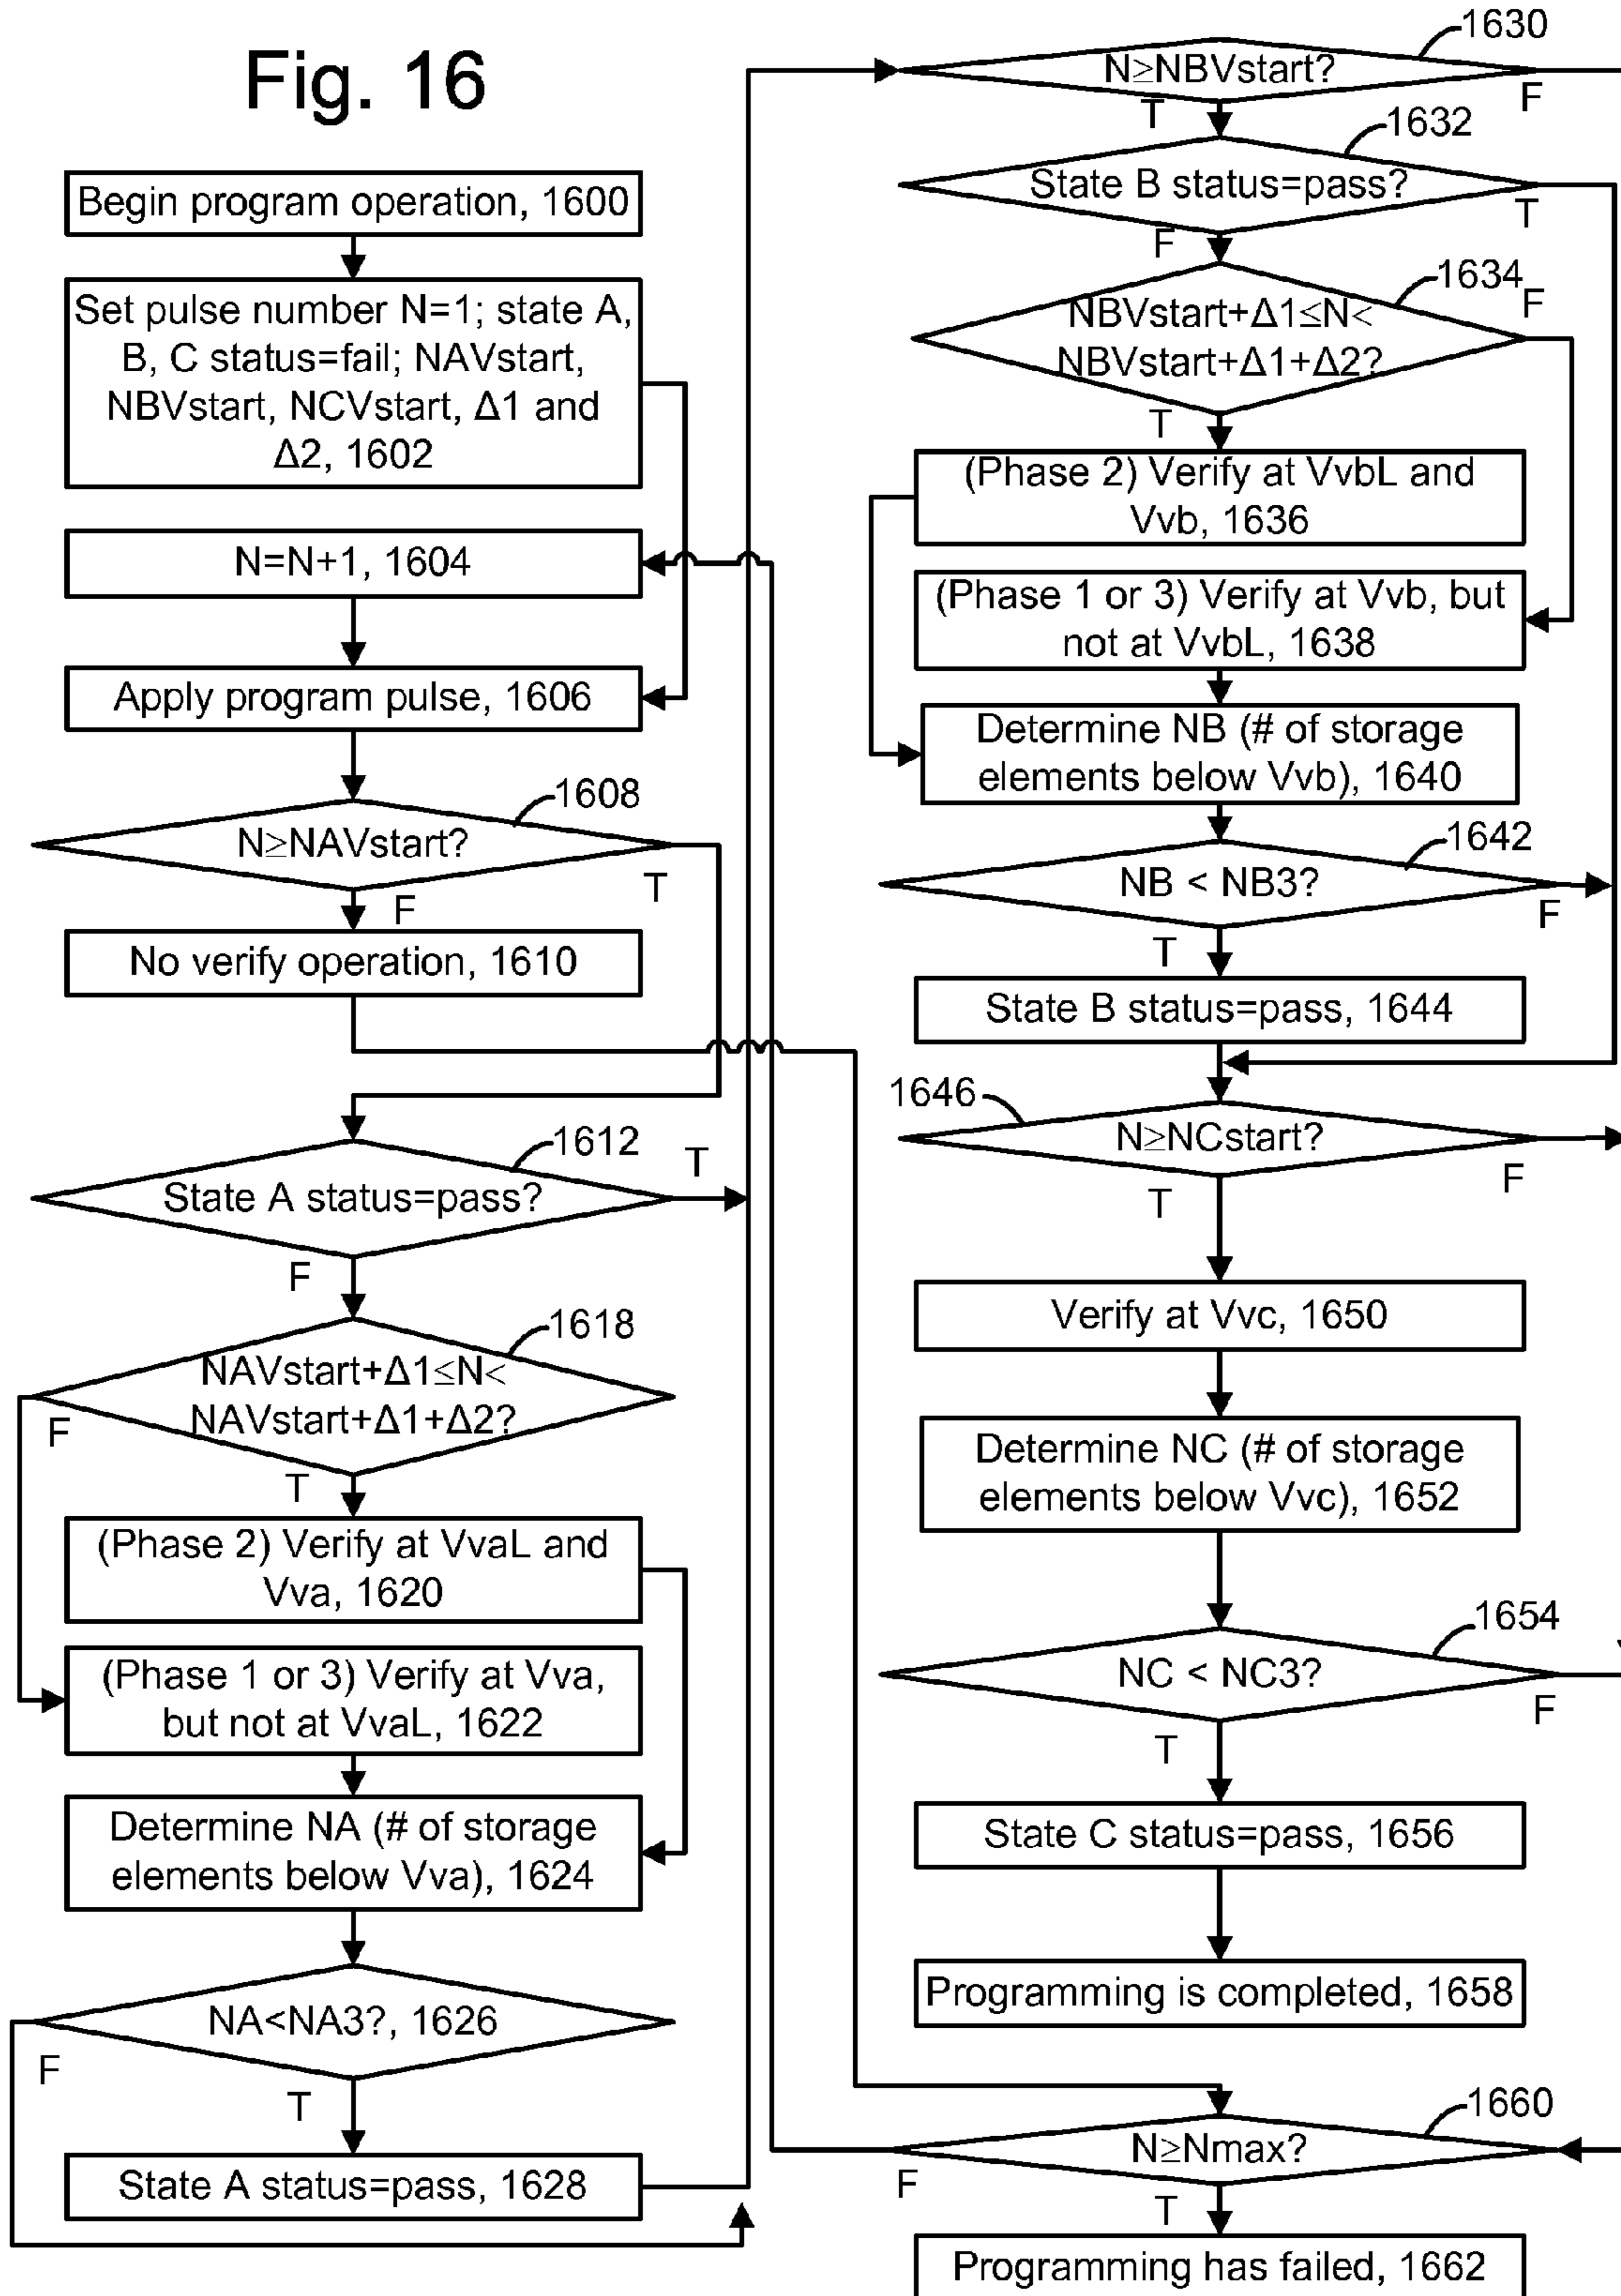 Fig. 16
Begin program operation, 1600
Set pulse number N=1; state A,
B, C status=fail; NAVstart,
NBVstart, NCVstart, Δ1 and
Δ2, 1602
N=N+1, 1604
Apply program pulse, 1606
1608
N≥NAVstart?
T
F
No verify operation, 1610
1612
T
State A status=pass?
F
1618
NAVstart+Δ1≤N<
NAVstart+Δ1+Δ2?
F
T
(Phase 2) Verify at VvaL and
Vva, 1620
(Phase 1 or 3) Verify at Vva,
but not at VvaL, 1622
Determine NA (# of storage
elements below Vva), 1624
NA<NA3?, 1626
F
T
State A status=pass, 1628
1630
N≥NBVstart?
F
T
1632
State B status=pass?
T
F
1634
F
NBVstart+Δ1≤N<
NBVstart+Δ1+Δ2?
T
(Phase 2) Verify at VvbL and
Vvb, 1636
(Phase 1 or 3) Verify at Vvb, but
not at VvbL, 1638
Determine NB (# of storage
elements below Vvb), 1640
1642
NB < NB3?
F
T
State B status=pass, 1644
1646
N≥NCstart?
F
T
Verify at Vvc, 1650
Determine NC (# of storage
elements below Vvc), 1652
1654
NC < NC3?
F
T
State C status=pass, 1656
Programming is completed, 1658
1660
N≥Nmax?
F
T
Programming has failed, 1662